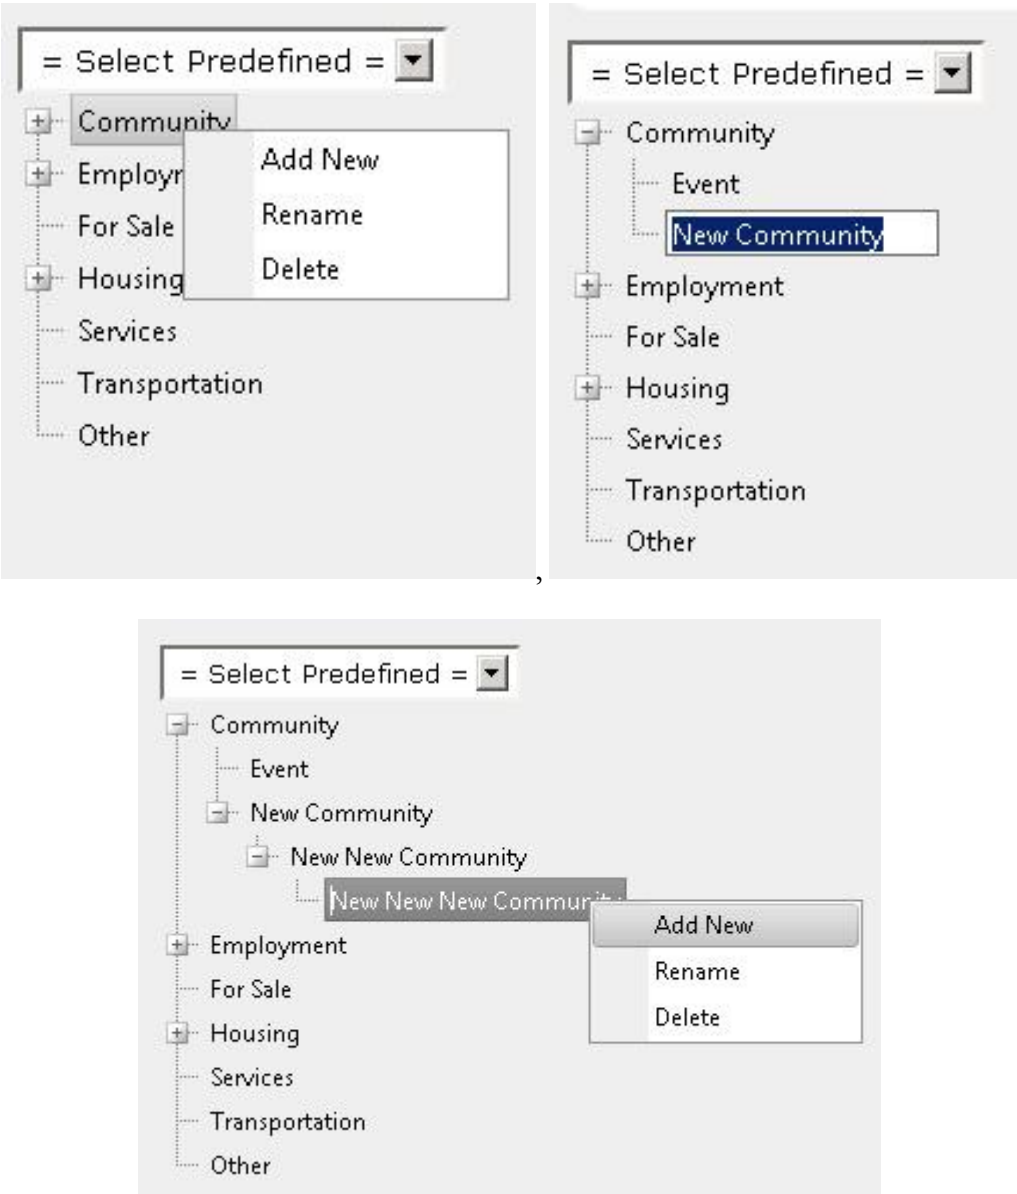 = Select Predefined =
Community
Add New
Employr
Rename
For Sale
Delete
Housing
Services
Transportation
Other
,
= Select Predefined =
Community
Event
New Community
Employment
For Sale
Housing
Services
Transportation
Other
= Select Predefined =
Community
Event
New Community
New New Community
New New New Community
Add New
Employment
Rename
For Sale
Delete
Housing
Services
Transportation
Other